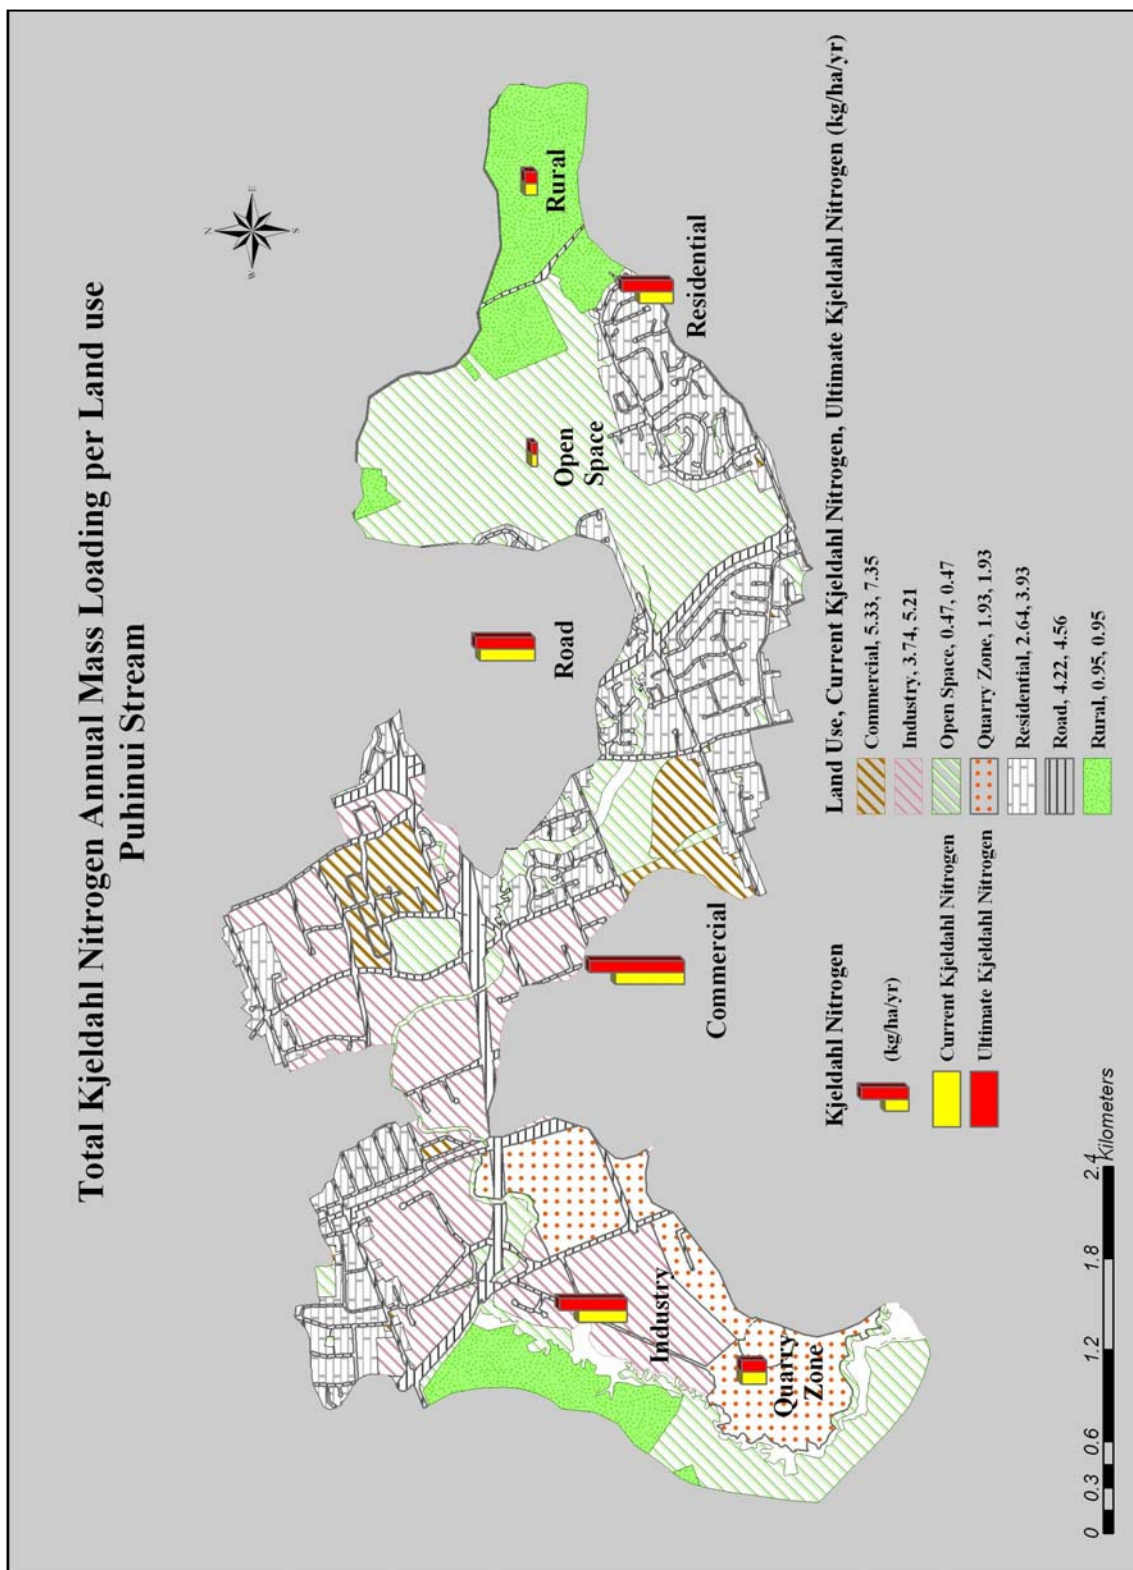 Total Kjeldahl Nitrogen Annual Mass Loading per Land use
Puhinui Stream
N
W
E
S
Rural
Residential
Open
Space
Road
Commercial
Industry
Quarry
Zone
Kjeldahl Nitrogen
(kg/ha/yr)
Current Kjeldahl Nitrogen
Ultimate Kjeldahl Nitrogen
Land Use, Current Kjeldahl Nitrogen, Ultimate Kjeldahl Nitrogen (kg/ha/yr)
Commercial, 5.33, 7.35
Industry, 3.74, 5.21
Open Space, 0.47, 0.47
Quarry Zone, 1.93, 1.93
Residential, 2.64, 3.93
Road, 4.22, 4.56
Rural, 0.95, 0.95
0 0.3 0.6 1.2 1.8 2.4
Kilometers